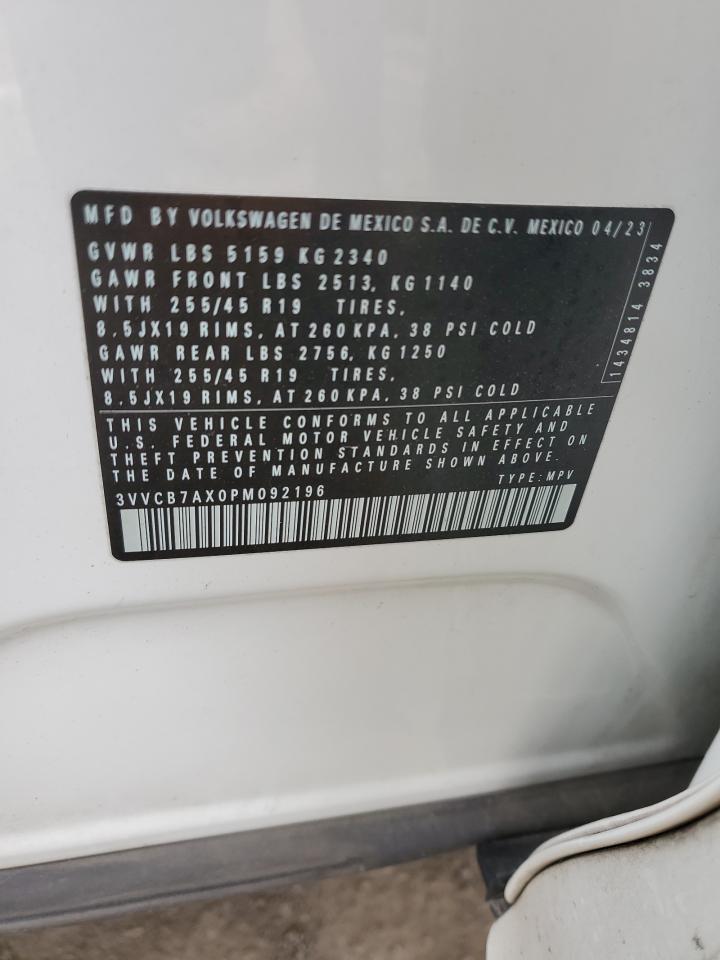 MFD BY VOLKSWAGEN DE MEXICO S.A. DE C.V. MEXICO 04/23
GVWR LBS 5159 KG 2340
GAWR FRONT LBS 2513, KG 1140
WITH 255/45 R19 TIRES,
8,5JX19 RIMS, AT 260 KPA, 38 PSI COLD
GAWR REAR LBS 2756, KG 1250
WITH 255/45 R19 TIRES,
8,5JX19 RIMS, AT 260 KPA, 38 PSI COLD
1434814 3834
THIS VEHICLE CONFORMS TO ALL APPLICABLE
U.S. FEDERAL MOTOR VEHICLE SAFETY AND
THEFT PREVENTION STANDARDS IN EFFECT ON
THE DATE OF MANUFACTURE SHOWN ABOVE.
TYPE: MPV
3VVCB7AX0PM092196